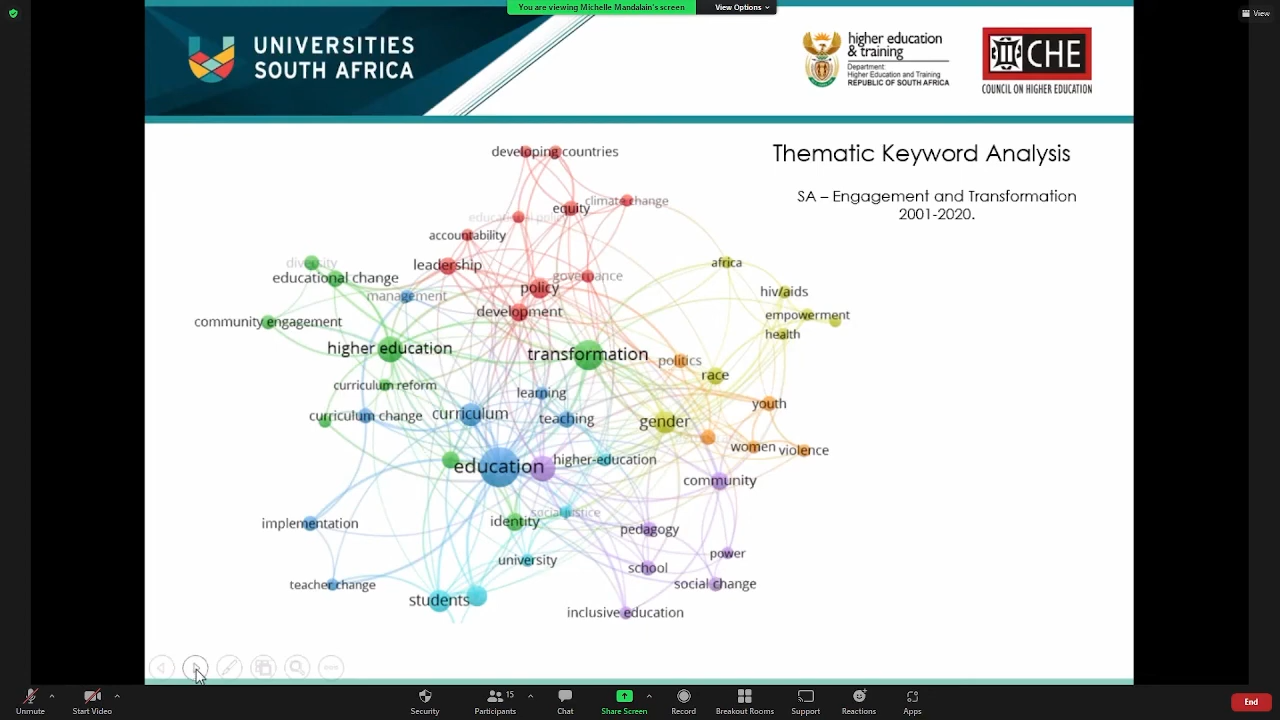 You are viewing Michelle Mandalain's screen
View Options
View
UNIVERSITIES
SOUTH AFRICA
higher education
& training
Department:
Higher Education and Training
REPUBLIC OF SOUTH AFRICA
CHE
COUNCIL ON HIGHER EDUCATION
Thematic Keyword Analysis
SA – Engagement and Transformation
2001-2020.
developing countries
climate change
equity
accountability
leadership
governance
africa
diversity
educational change
management
policy
hiv/aids
development
community engagement
empowerment
health
higher education
transformation
politics
race
curriculum reform
learning
youth
curriculum change
curriculum
teaching
gender
women
violence
education
higher-education
community
implementation
identity
social justice
pedagogy
university
power
school
teacher change
social change
students
inclusive education
Unmute
Start Video
Security
15
Participants
Chat
Share Screen
Record
Breakout Rooms
Support
Reactions
Apps
End